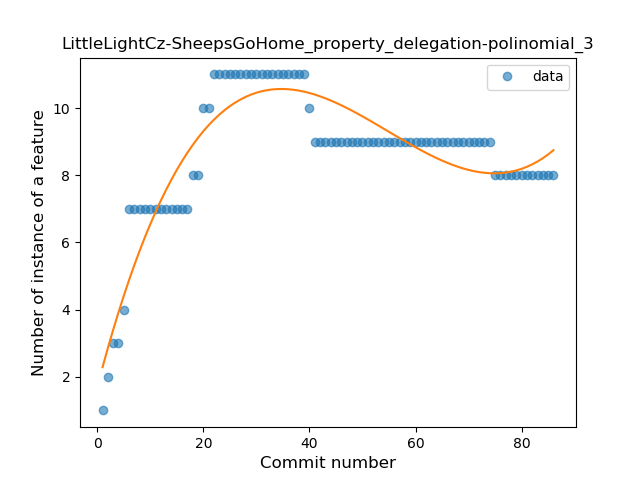 LittleLightCz-SheepsGoHome_property_delegation-polinomial_3
data
Number of instance of a feature
10
8
6
4
2
0 20 40 60 80
Commit number